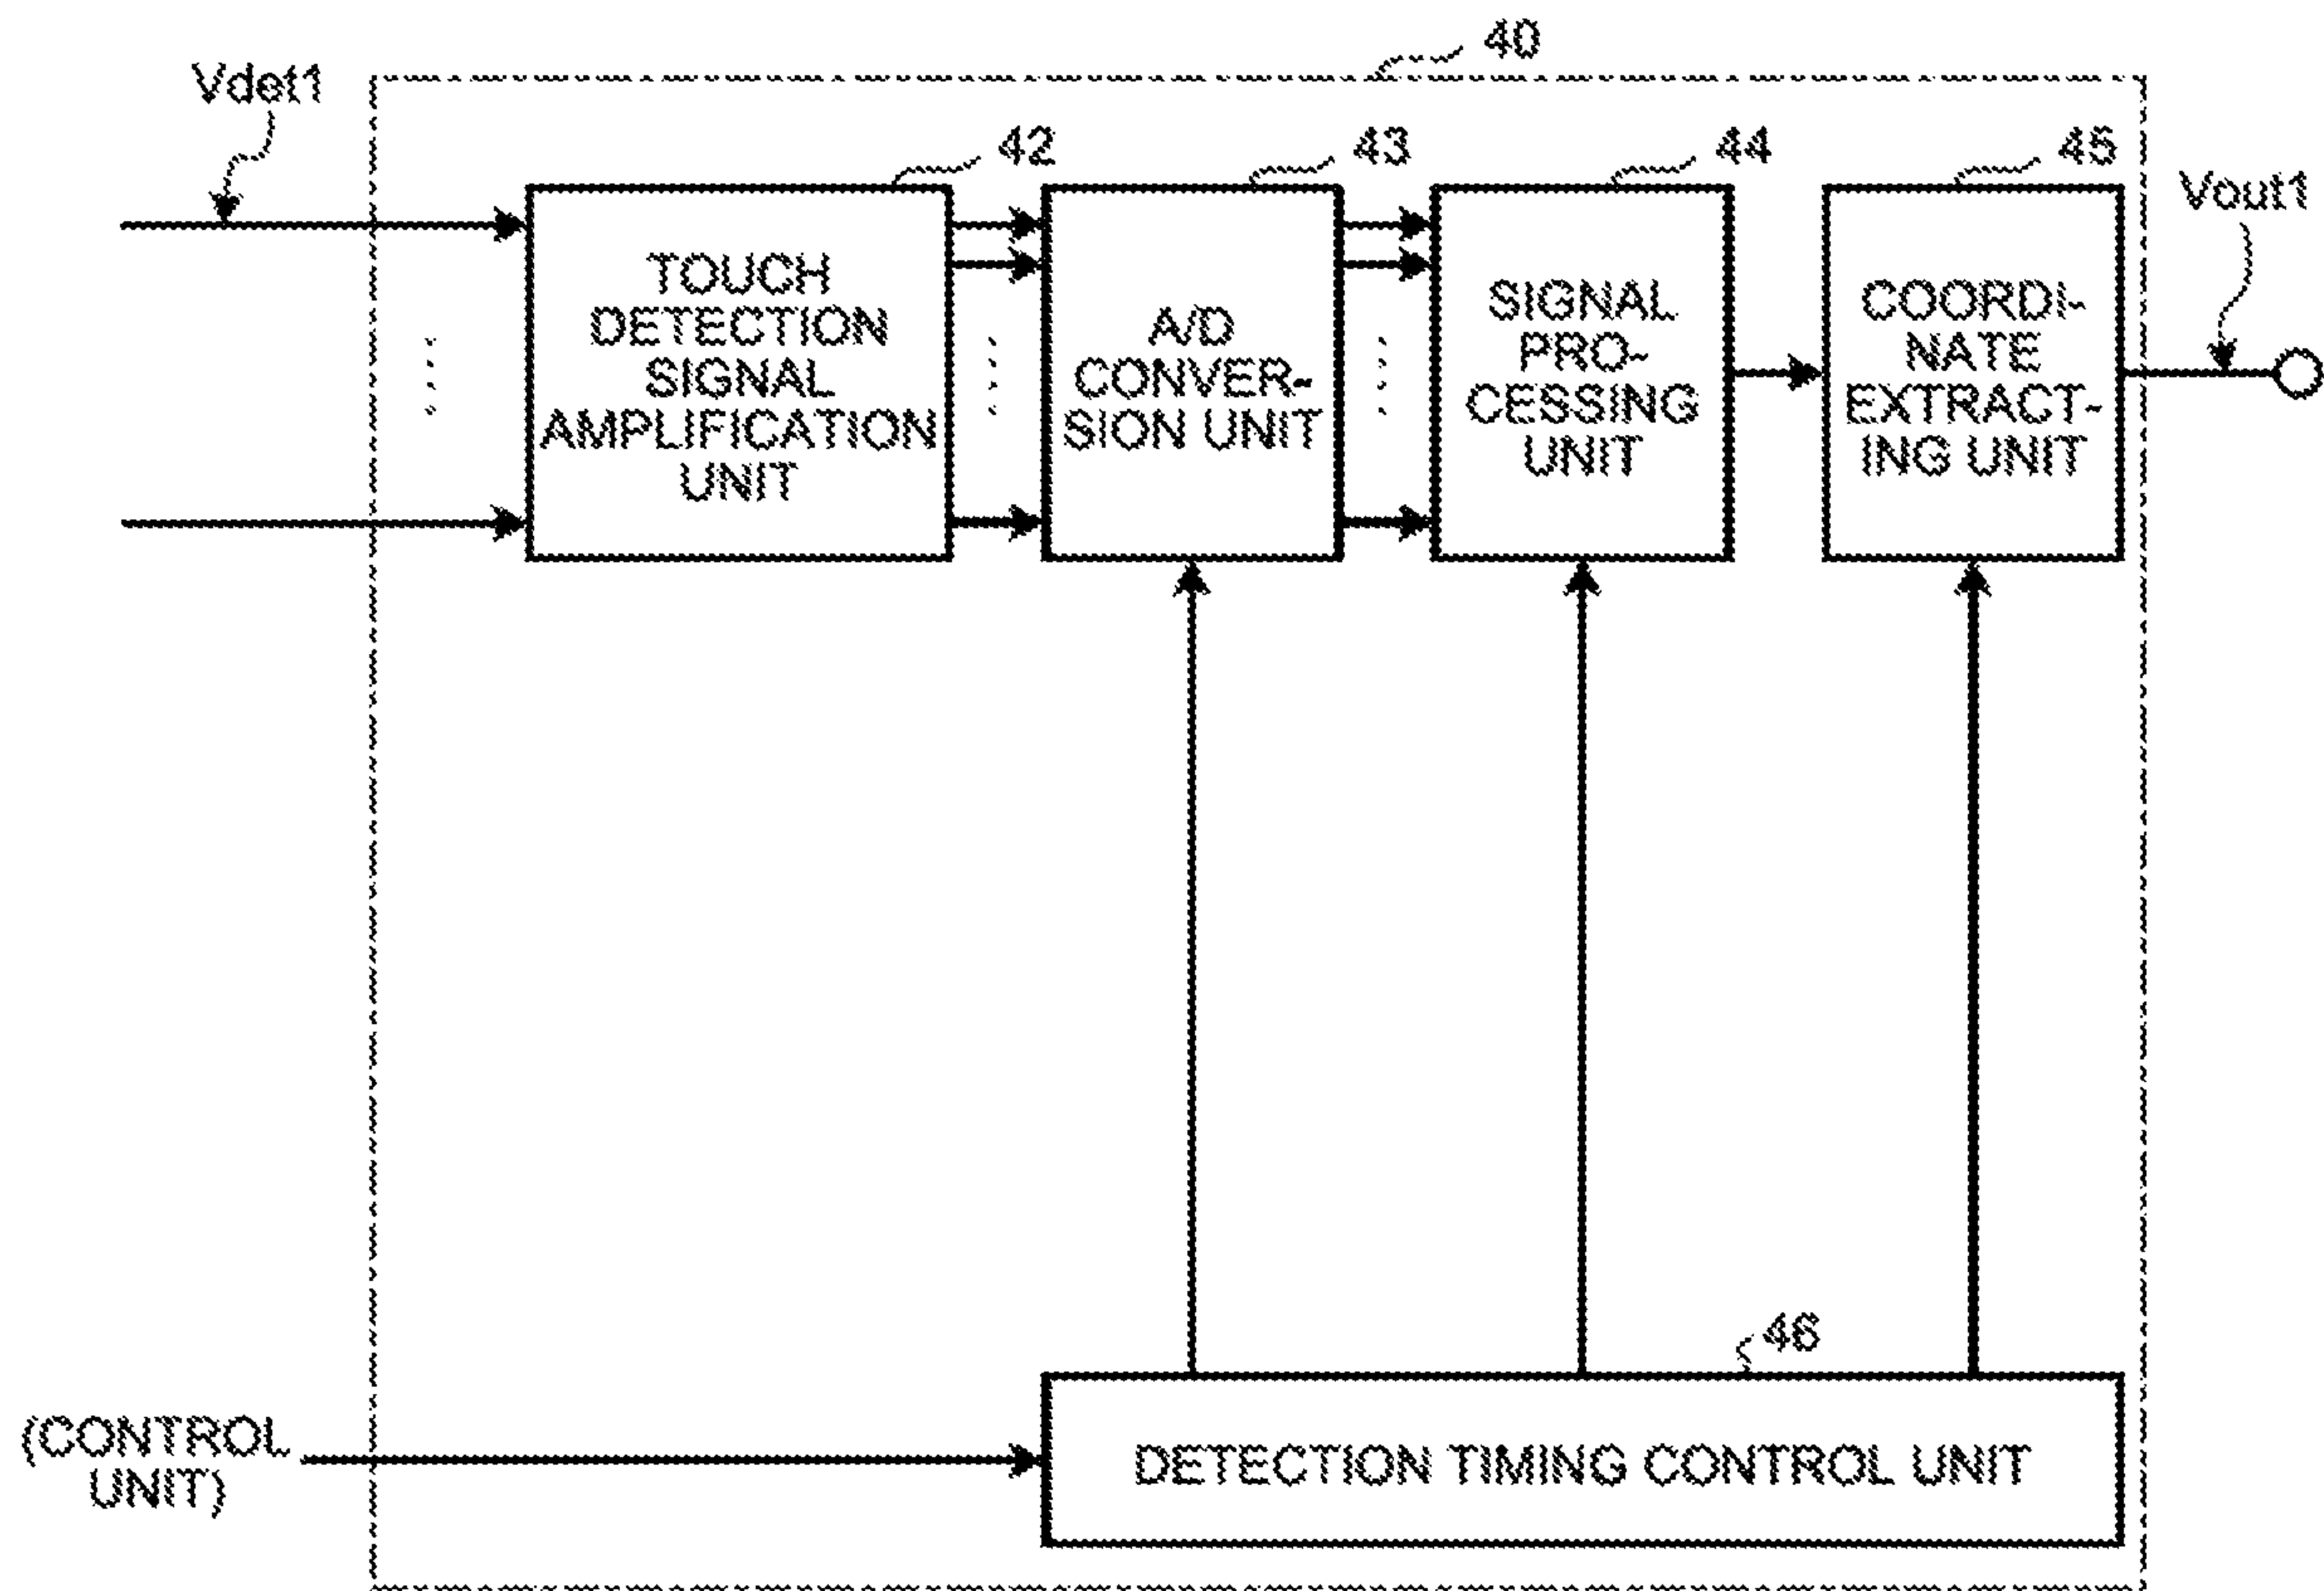 40
Vdet1
42
43
44
45
Vout1
TOUCH
DETECTION
SIGNAL
AMPLIFICATION
UNIT
A/D
CONVER-
SION UNIT
SIGNAL
PRO-
CESSING
UNIT
COORDI-
NATE
EXTRACT-
ING UNIT
46
(CONTROL
UNIT)
DETECTION TIMING CONTROL UNIT